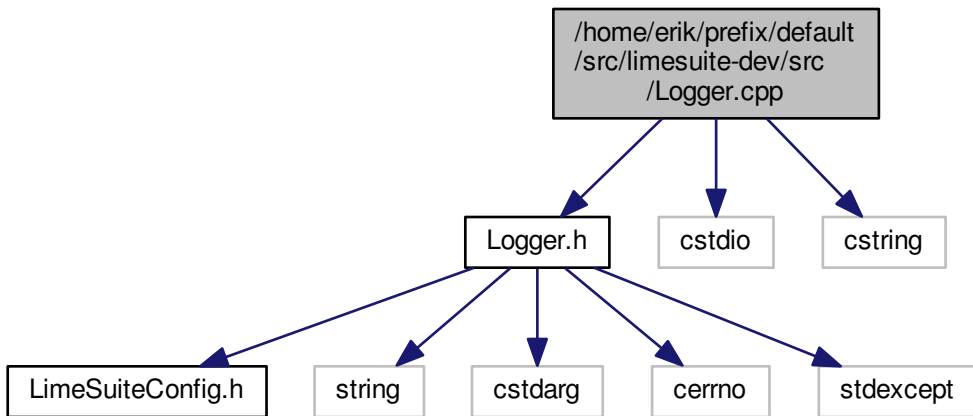 /home/erik/prefix/default
/src/limesuite-dev/src
/Logger.cpp
Logger.h
cstdio
cstring
LimeSuiteConfig.h
string
cstdarg
cerrno
stdexcept